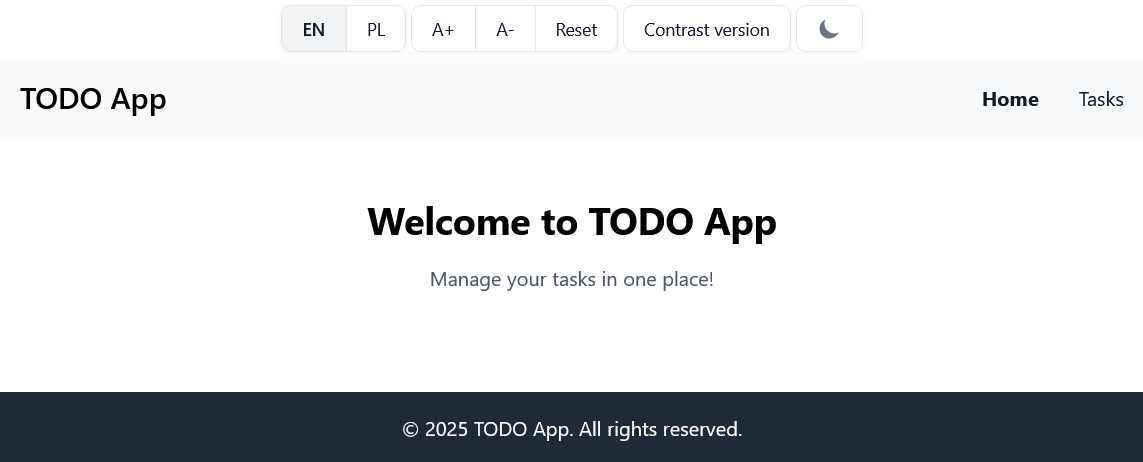 EN PL A+ A- Reset Contrast version
TODO App Home Tasks
Welcome to TODO App
Manage your tasks in one place!
© 2025 TODO App. All rights reserved.